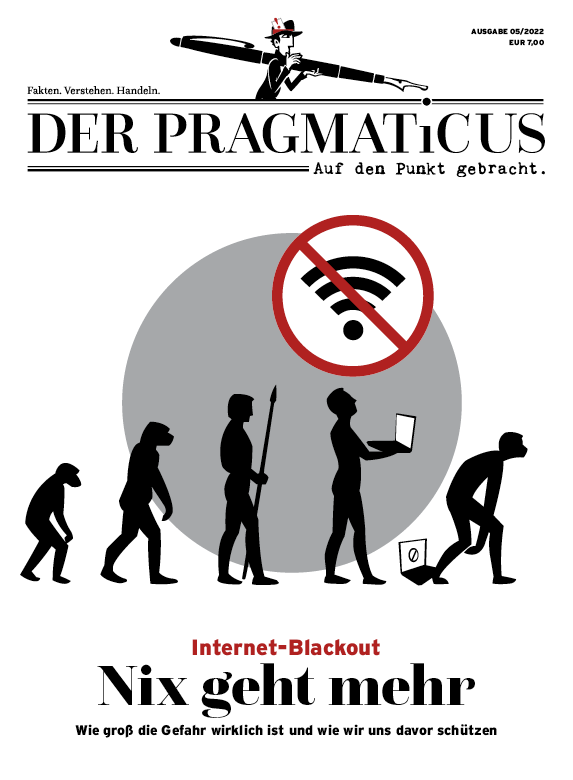 AUSGABE 05/2022
EUR 7,00
Fakten. Verstehen. Handeln.
DER PRAGMATiCUS
Auf den Punkt gebracht.
Internet-Blackout
Nix geht mehr
Wie groß die Gefahr wirklich ist und wie wir uns davor schützen